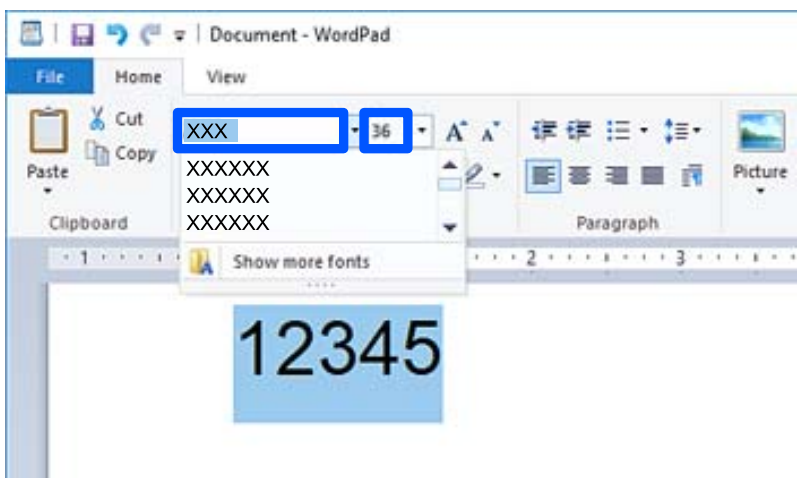 Document - WordPad
File Home View
Cut
Copy
Paste
Clipboard
XXX 36
XXXXXX
XXXXXX
XXXXXX
Show more fonts
Paragraph
Picture
1 2 3
12345